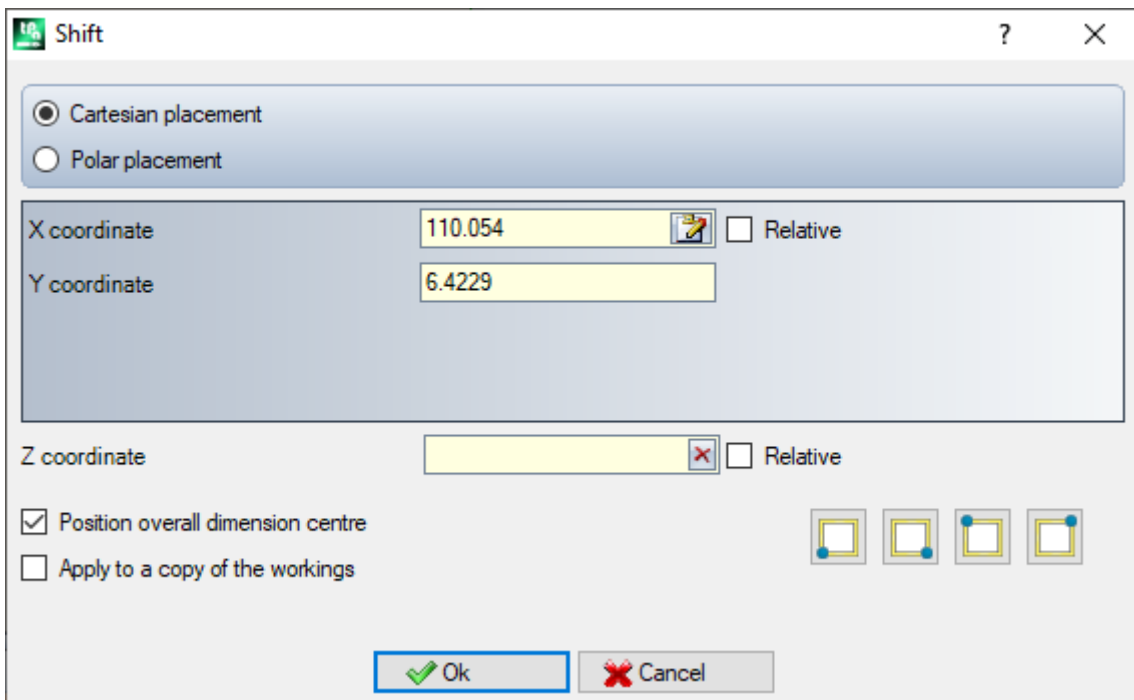 Shift ?
Cartesian placement
Polar placement
X coordinate 110.054 Relative
Y coordinate 6.4229
Z coordinate Relative
Position overall dimension centre
Apply to a copy of the workings
Ok Cancel